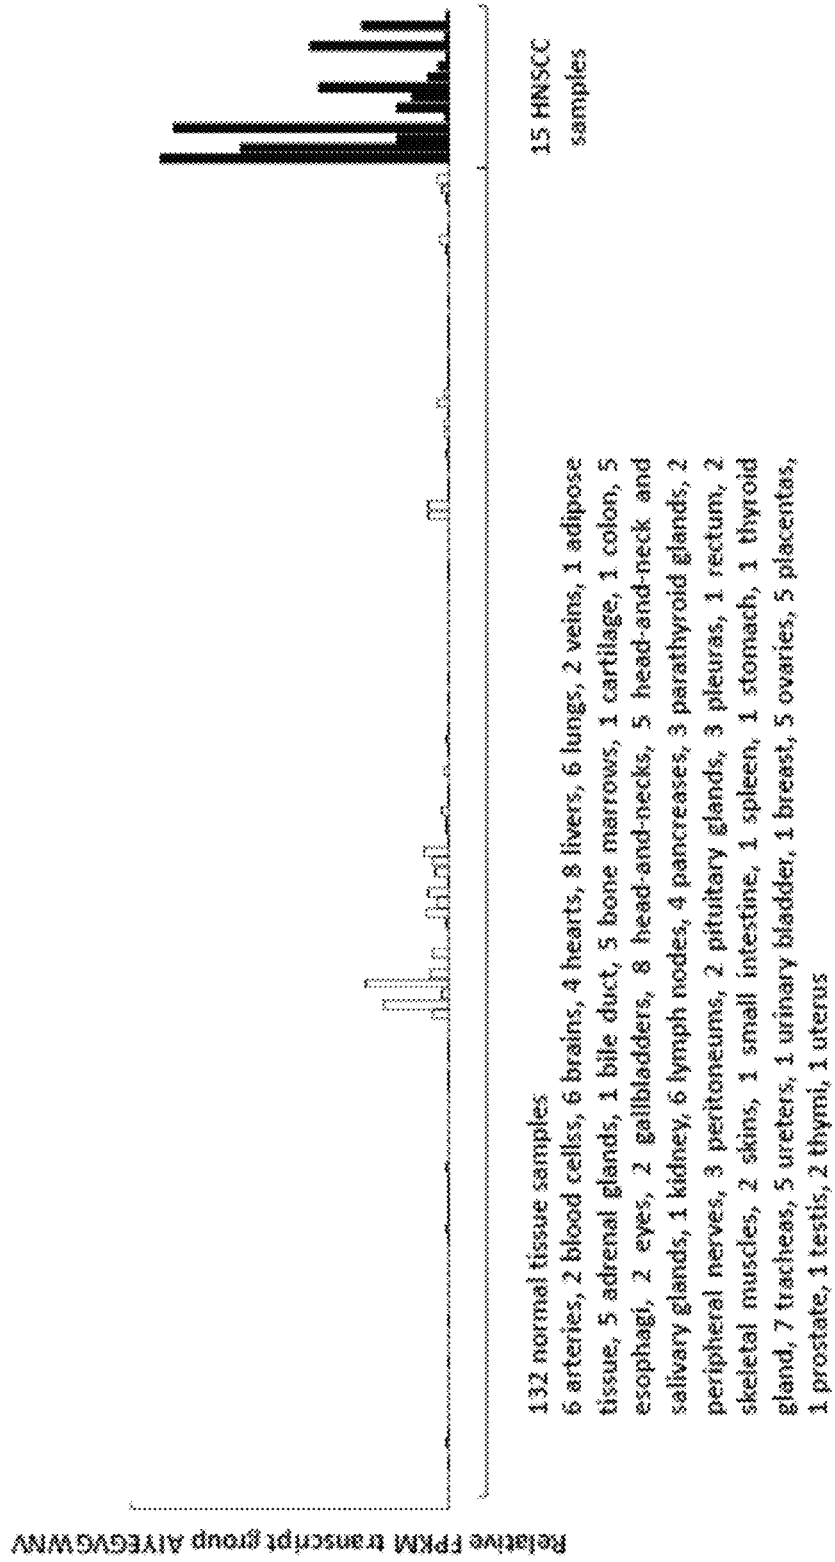 Relative FPKM transcript group AIYEGVGWNV
132 normal tissue samples
6 arteries, 2 blood cellss, 6 brains, 4 hearts, 8 livers, 6 lungs, 2 veins, 1 adipose
tissue, 5 adrenal glands, 1 bile duct, 5 bone marrows, 1 cartilage, 1 colon, 5
esophagi, 2 eyes, 2 gallbladders, 8 head-and-necks, 5 head-and-neck and
salivary glands, 1 kidney, 6 lymph nodes, 4 pancreases, 3 parathyroid glands, 2
peripheral nerves, 3 peritoneums, 2 pituitary glands, 3 pleuras, 1 rectum, 2
skeletal muscles, 2 skins, 1 small intestine, 1 spleen, 1 stomach, 1 thyroid
gland, 7 tracheas, 5 ureters, 1 urinary bladder, 1 breast, 5 ovaries, 5 placentas,
1 prostate, 1 testis, 2 thymi, 1 uterus
15 HNSCC
samples